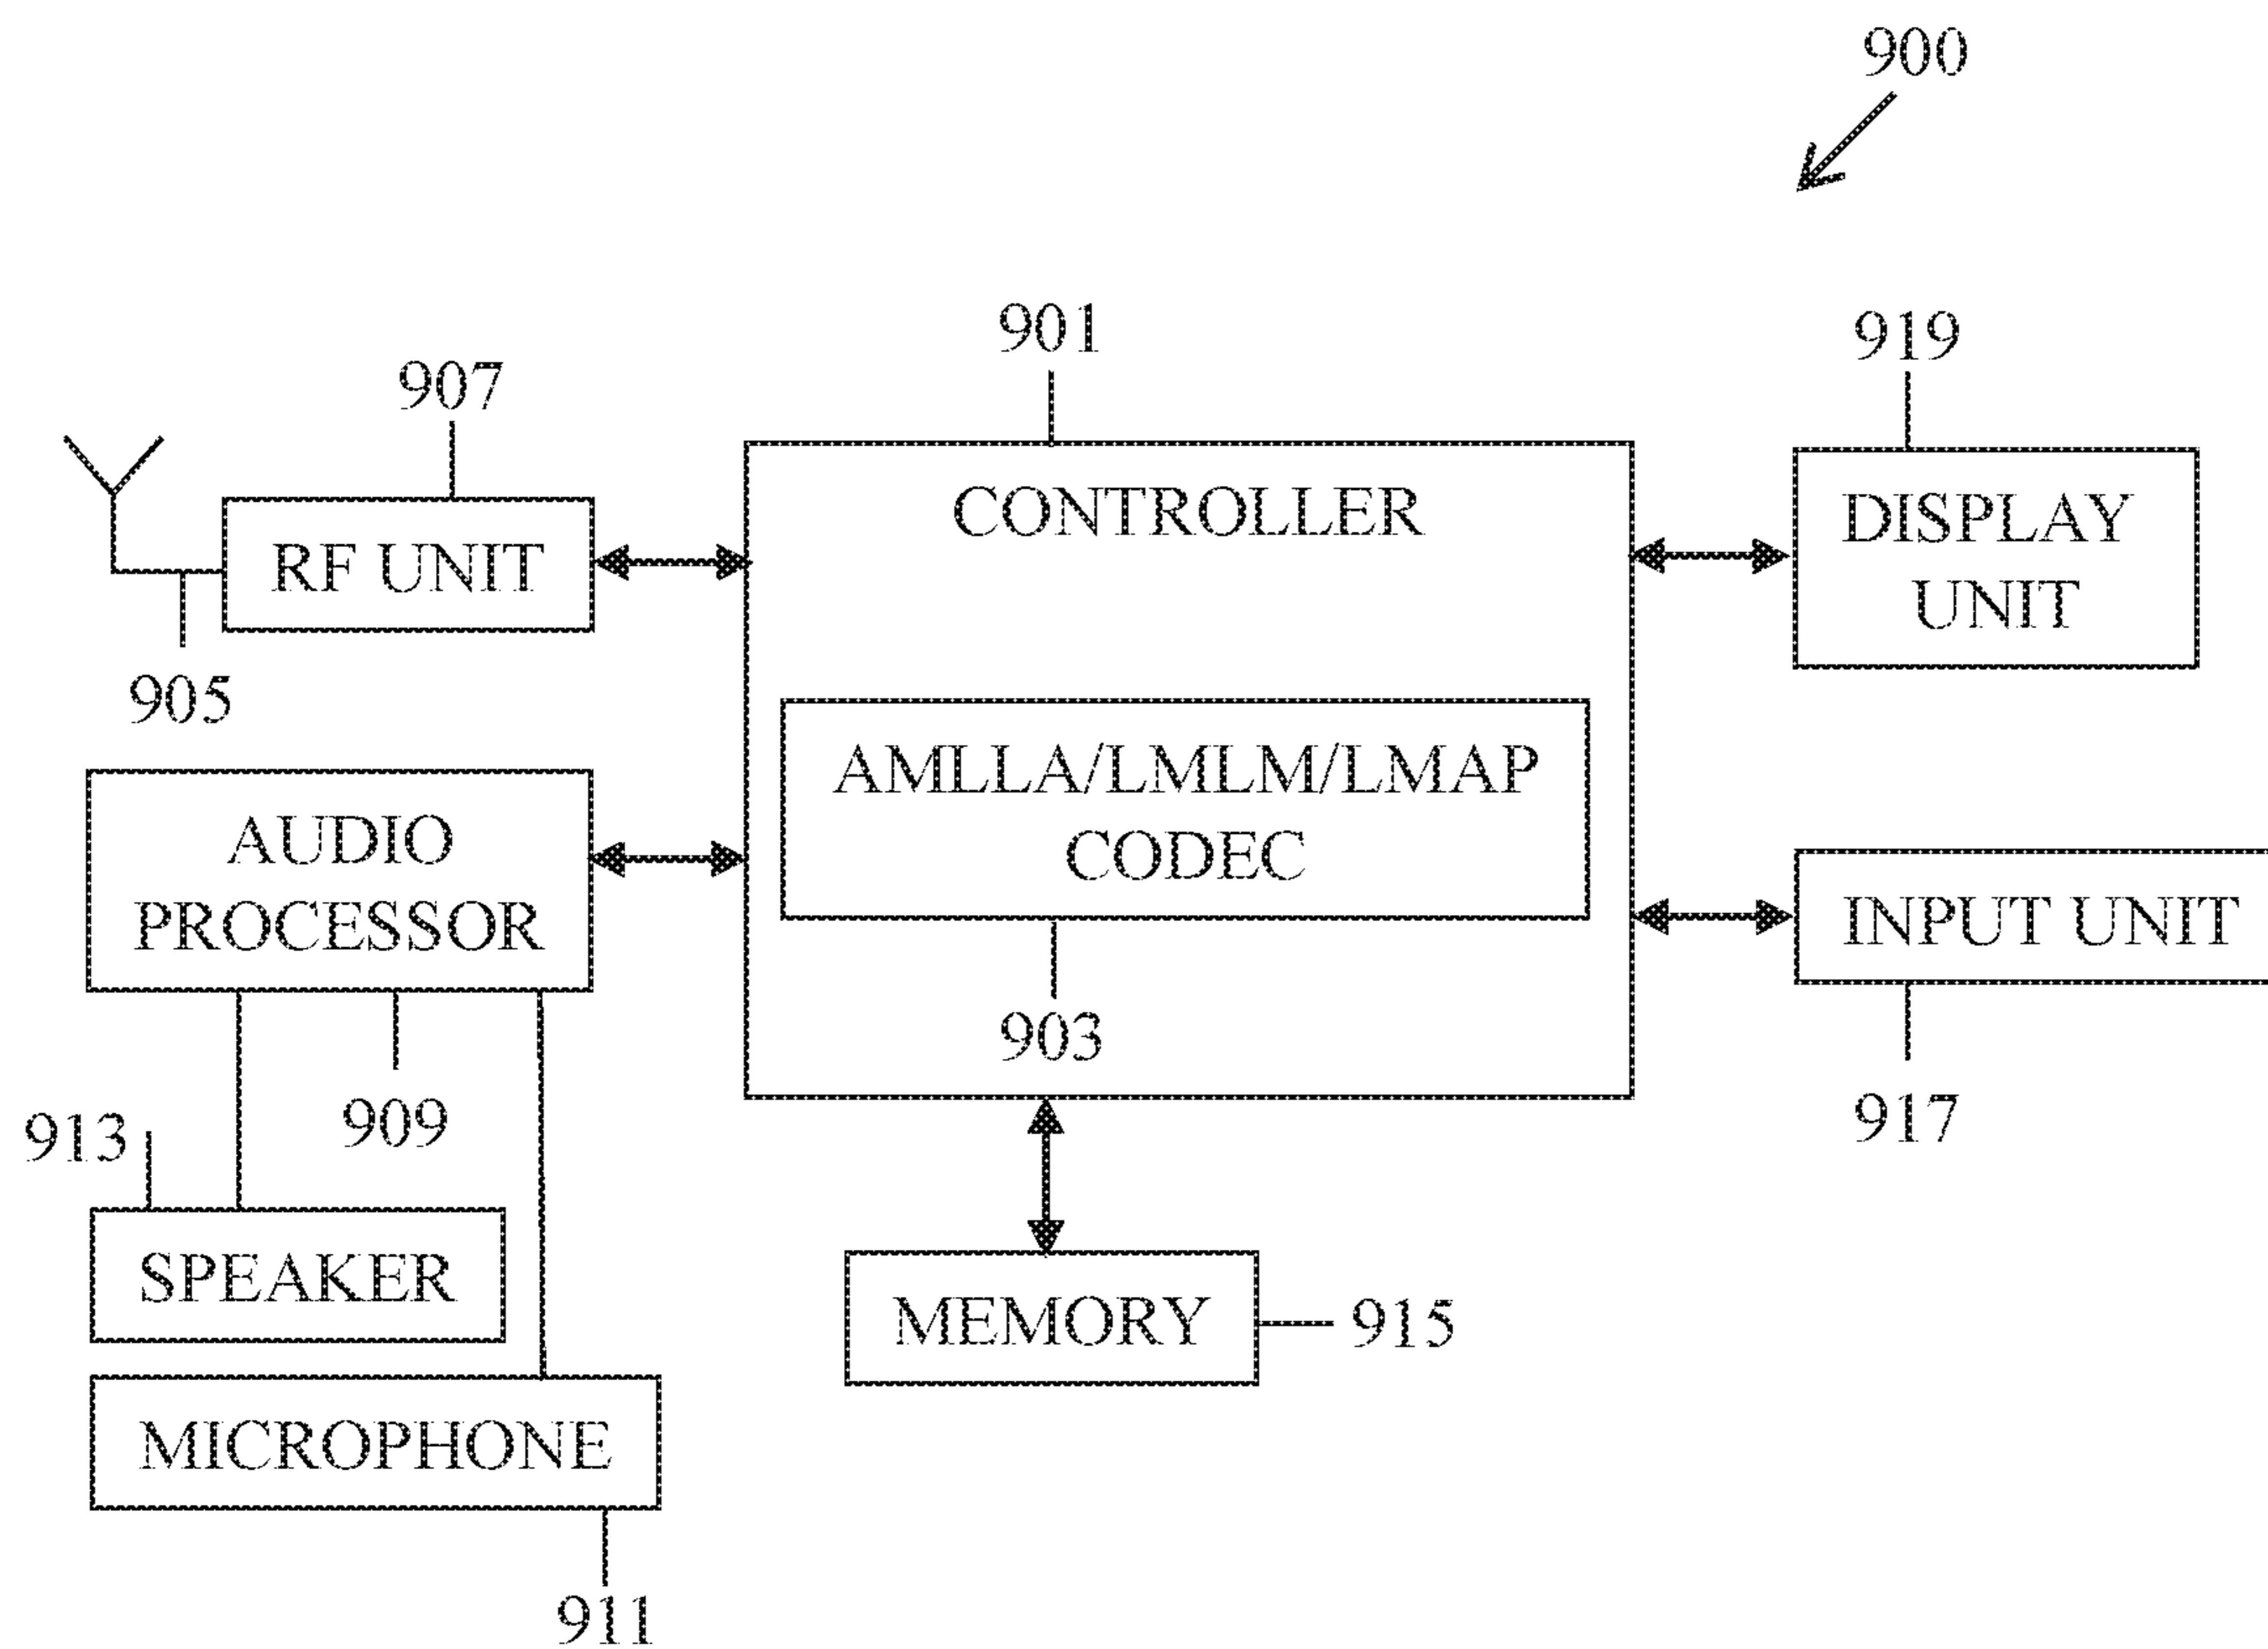 900
901
919
907
CONTROLLER
DISPLAY
UNIT
RF UNIT
905
AMLLA/LMLM/LMAP
CODEC
AUDIO
PROCESSOR
INPUT UNIT
903
913
909
917
SPEAKER
MEMORY
915
MICROPHONE
911